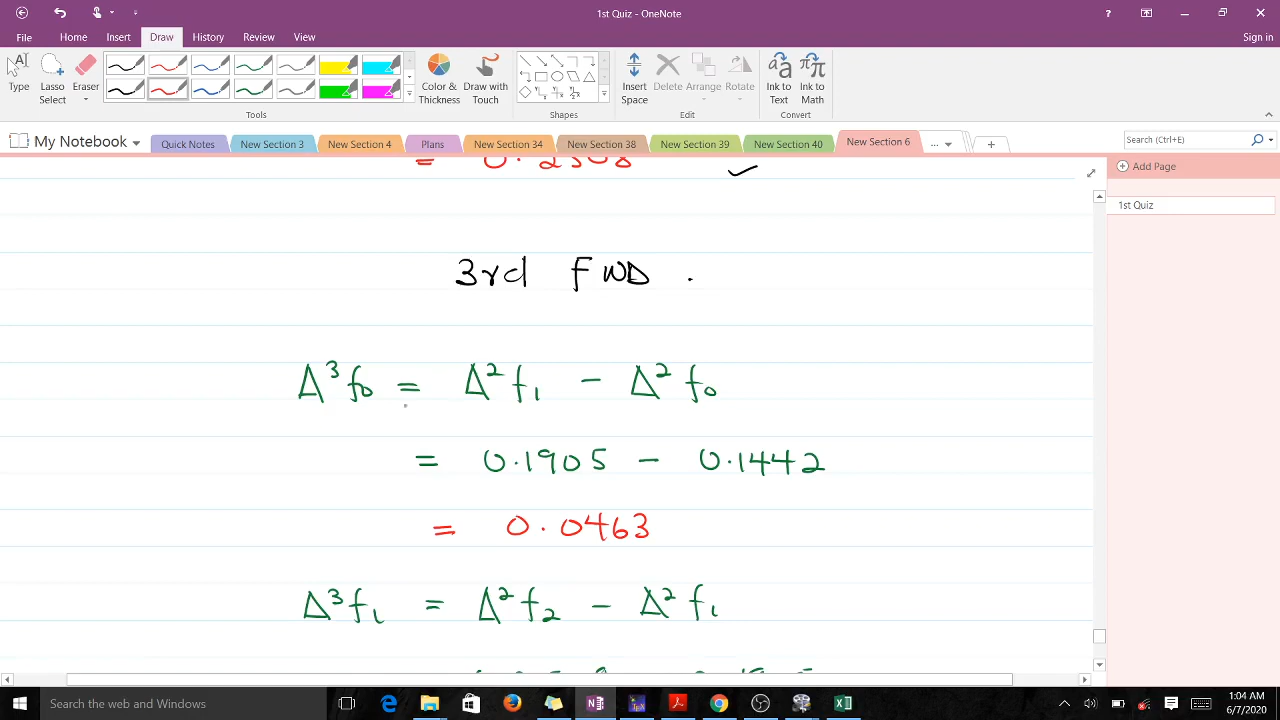 1st Quiz - OneNote
File Home Insert Draw History Review View Sign in
Type Lasso Select Eraser Color & Thickness Draw with Touch Insert Space Delete Arrange Rotate Ink to Text Ink to Math
Tools Shapes Edit Convert
My Notebook Quick Notes New Section 3 New Section 4 Plans New Section 34 New Section 38 New Section 39 New Section 40 New Section 6 ... + Search (Ctrl+E)
Add Page
1st Quiz
= 0.2508 ✓
3rd FWD.
Δ³f₀ = Δ²f₁ - Δ²f₀
= 0.1905 - 0.1442
= 0.0463
Δ³f₁ = Δ²f₂ - Δ²f₁
Search the web and Windows
1:04 AM
6/7/2020